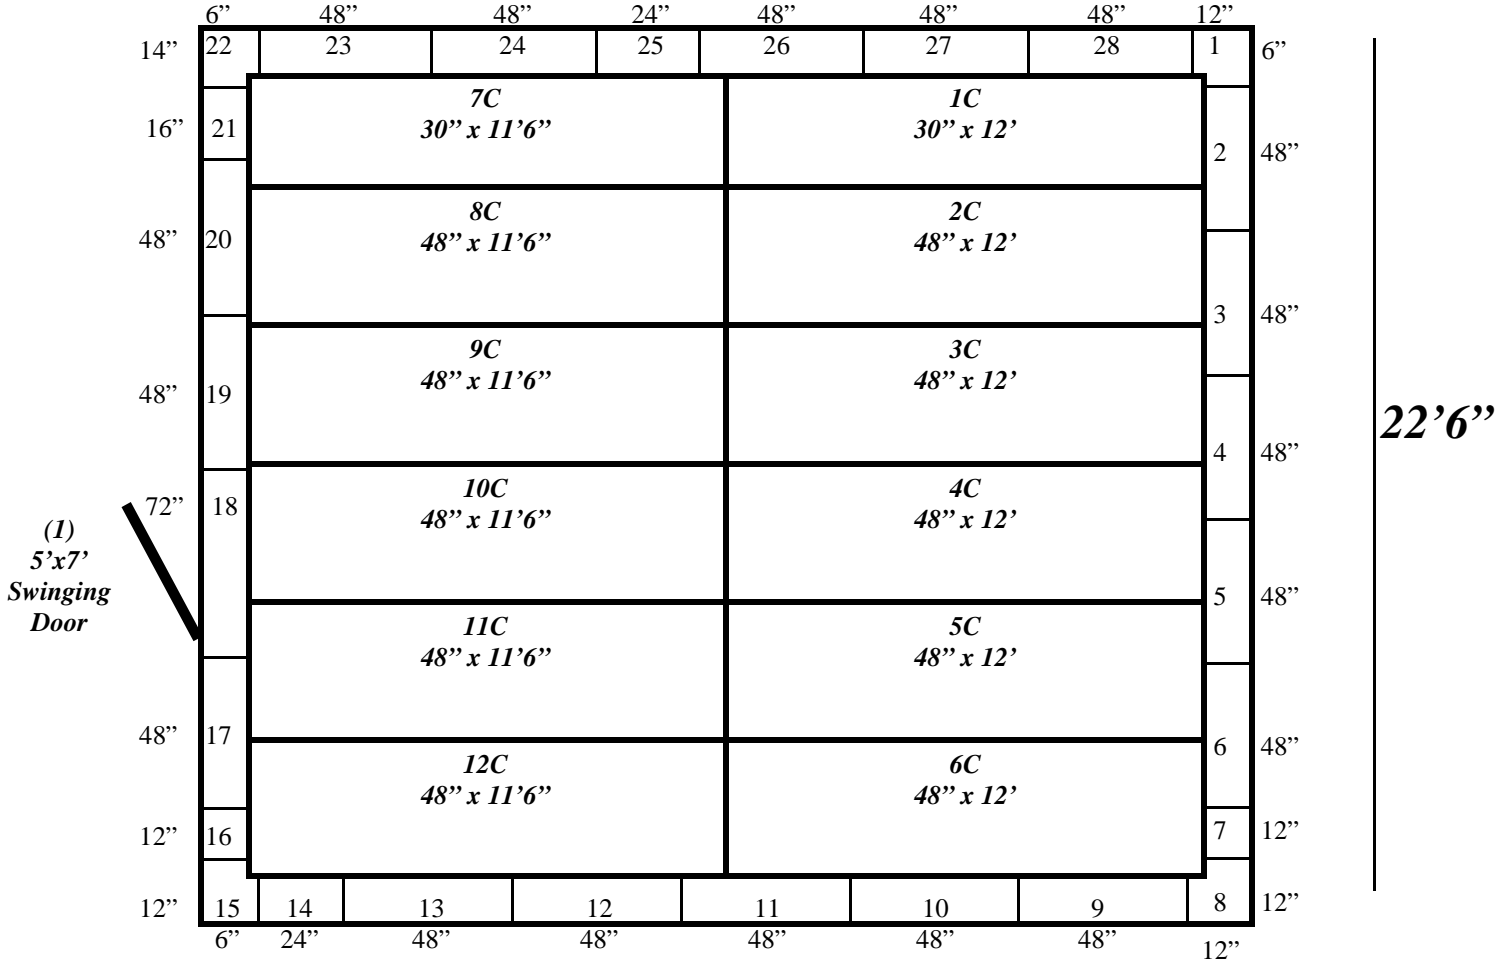 6” 48” 48” 24” 48” 48” 48” 12”
14” 22 23 24 25 26 27 28 1 6”
7C 1C
30” x 11’6” 30” x 12’
16” 21 2 48”
8C 2C
48” x 11’6” 48” x 12’
48” 20
3 48”
9C 3C
48” x 11’6” 48” x 12’
48” 19
22’6”
4 48”
10C 4C
48” x 11’6” 48” x 12’
72” 18
(1)
5’x7’
Swinging
Door
5 48”
11C 5C
48” x 11’6” 48” x 12’
48” 17 6 48”
12C 6C
48” x 11’6” 48” x 12’
12” 16 7 12”
12” 15 14 13 12 11 10 9 8 12”
6” 24” 48” 48” 48” 48” 48” 12”